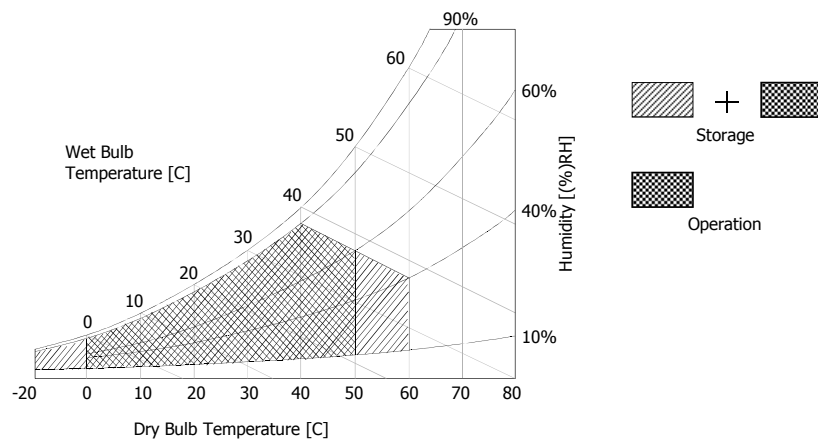 90%
60
60%
50
Storage
Wet Bulb
Temperature [C]
Humidity [(%)RH]
40
40%
Operation
30
20
10
0
10%
-20 0 10 20 30 40 50 60 70 80
Dry Bulb Temperature [C]